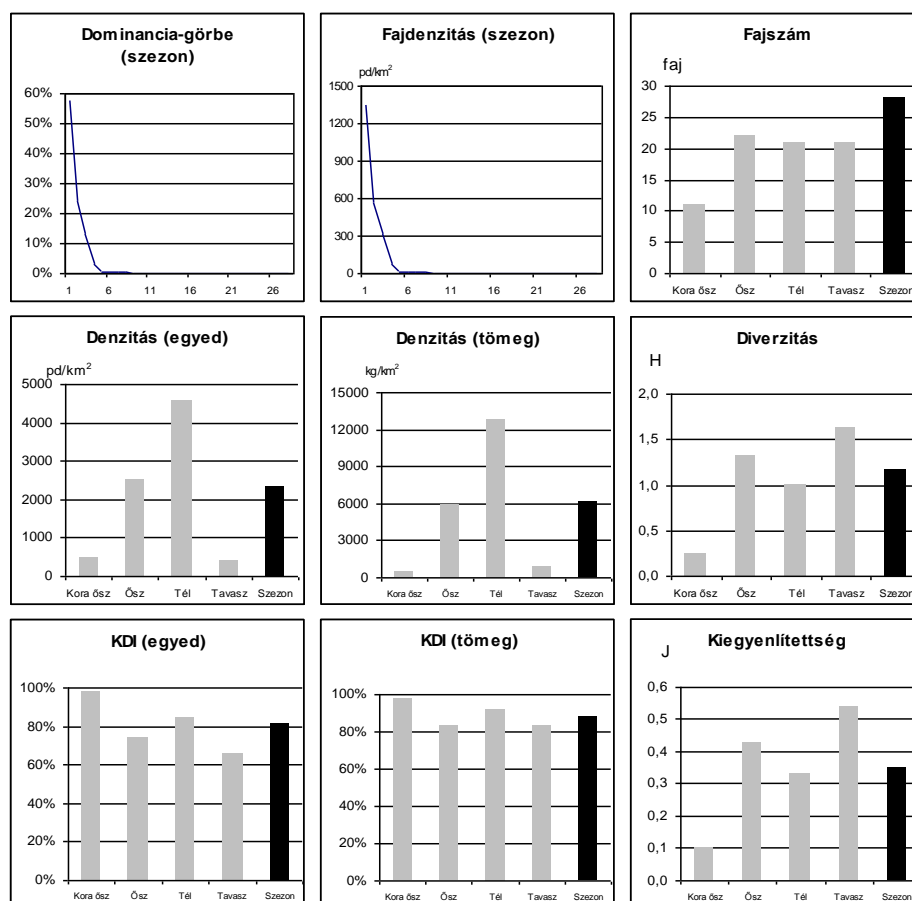 Dominancia-görbe
(szezon)
60%
50%
40%
30%
20%
10%
0%
1 6 11 16 21 26
Fajdenzitás (szezon)
pd/km²
1500
1200
900
600
300
0
1 6 11 16 21 26
Fajszám
faj
30
25
20
15
10
5
0
Kora ősz Ősz Tél Tavasz Szezon
Denzitás (egyed)
pd/km²
5000
4000
3000
2000
1000
0
Kora ősz Ősz Tél Tavasz Szezon
Denzitás (tömeg)
kg/km²
15000
12000
9000
6000
3000
0
Kora ősz Ősz Tél Tavasz Szezon
Diverzitás
H
2,0
1,5
1,0
0,5
0,0
Kora ősz Ősz Tél Tavasz Szezon
KDI (egyed)
100%
80%
60%
40%
20%
0%
Kora ősz Ősz Tél Tavasz Szezon
KDI (tömeg)
100%
80%
60%
40%
20%
0%
Kora ősz Ősz Tél Tavasz Szezon
Kiegyenlítettség
J
0,6
0,5
0,4
0,3
0,2
0,1
0,0
Kora ősz Ősz Tél Tavasz Szezon